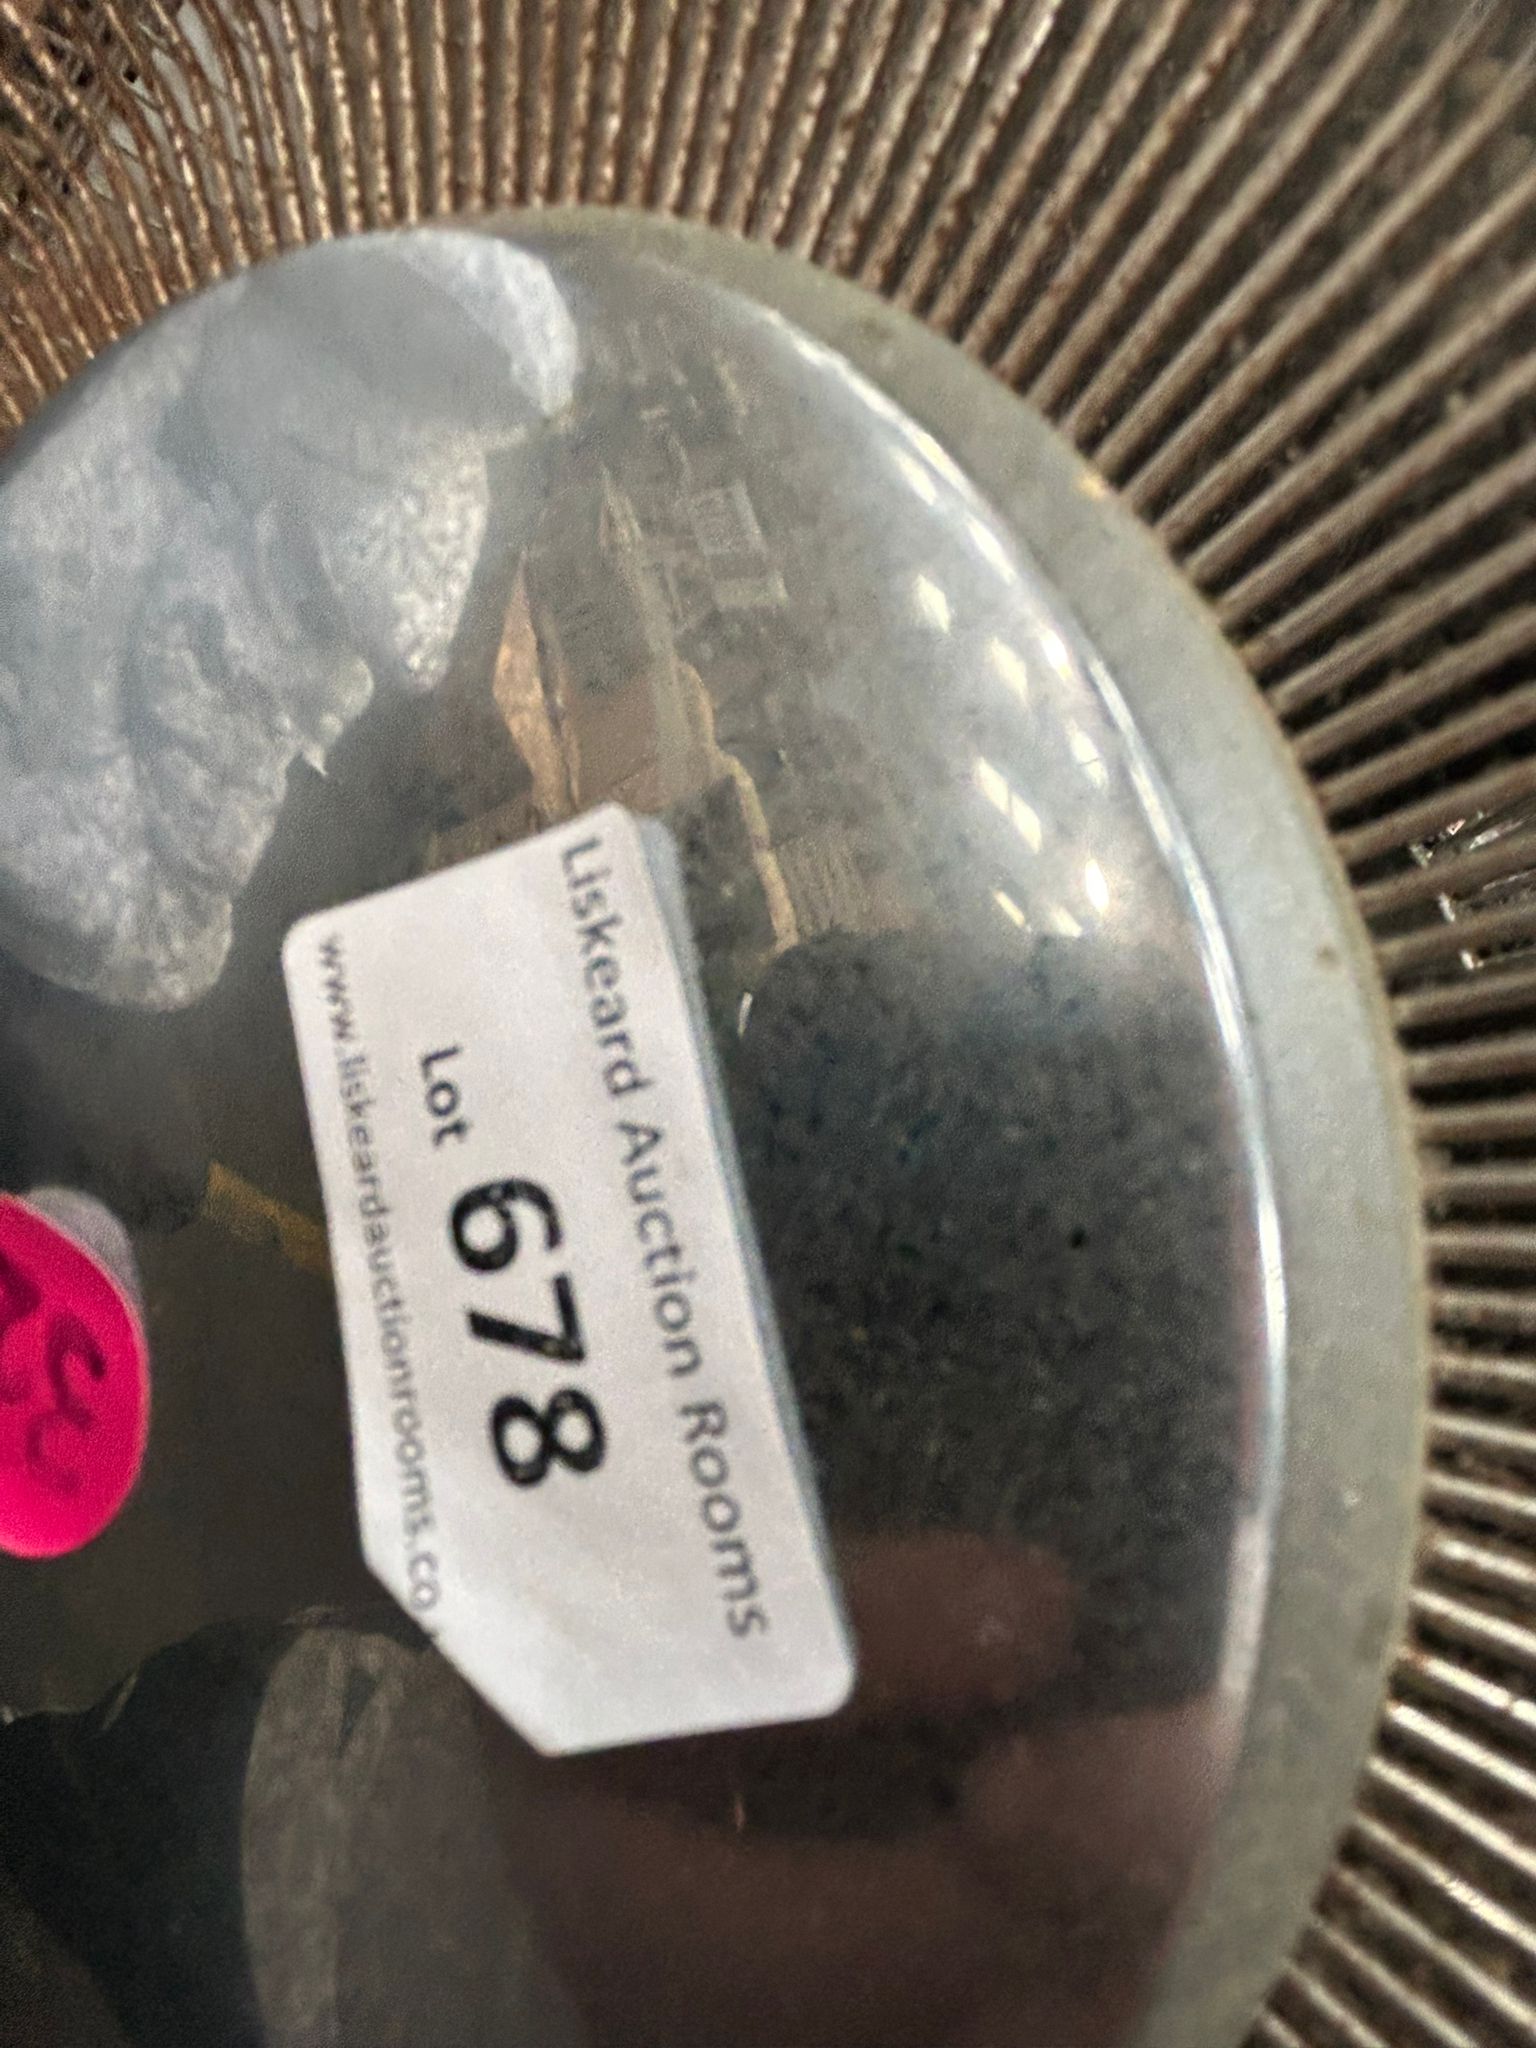 Liskeard Auction Rooms
Lot 678
www.liskeardauctionrooms.co